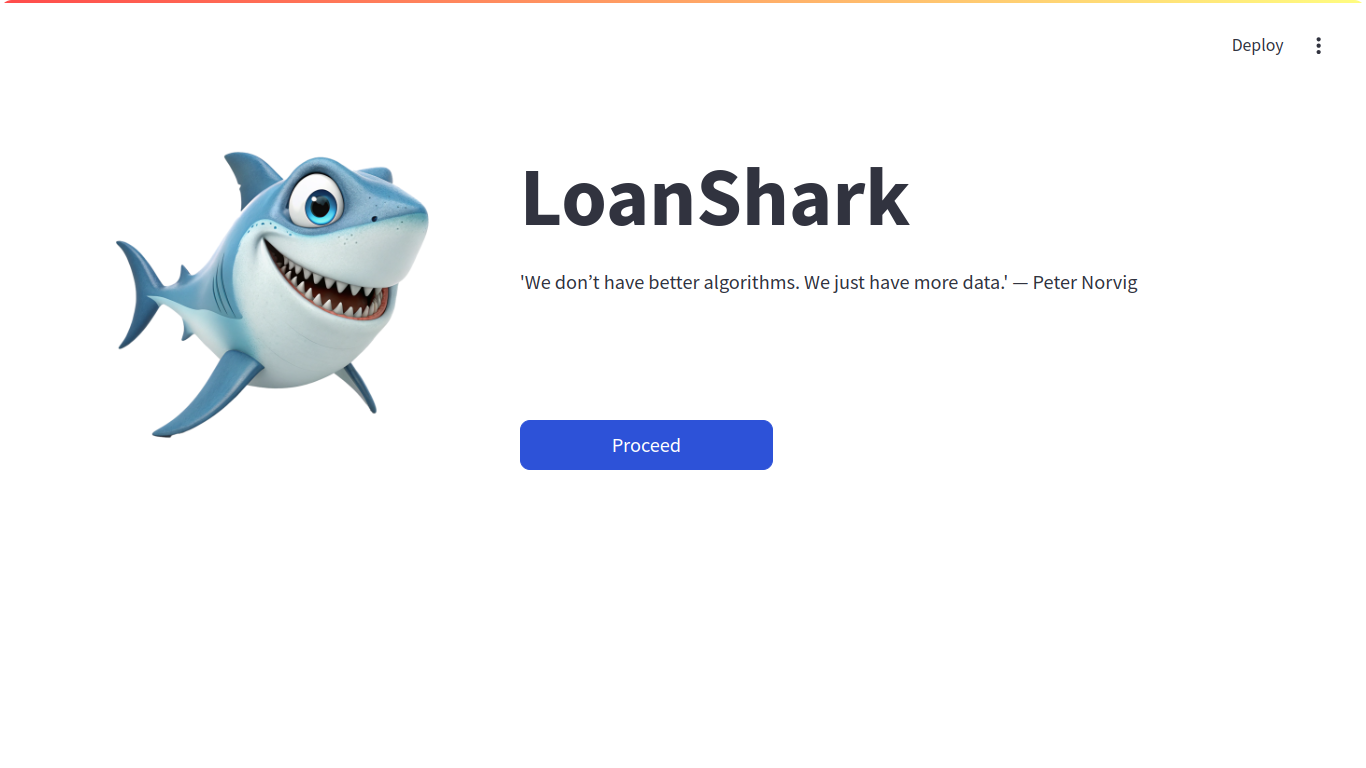 Deploy
LoanShark
'We don’t have better algorithms. We just have more data.' — Peter Norvig
Proceed